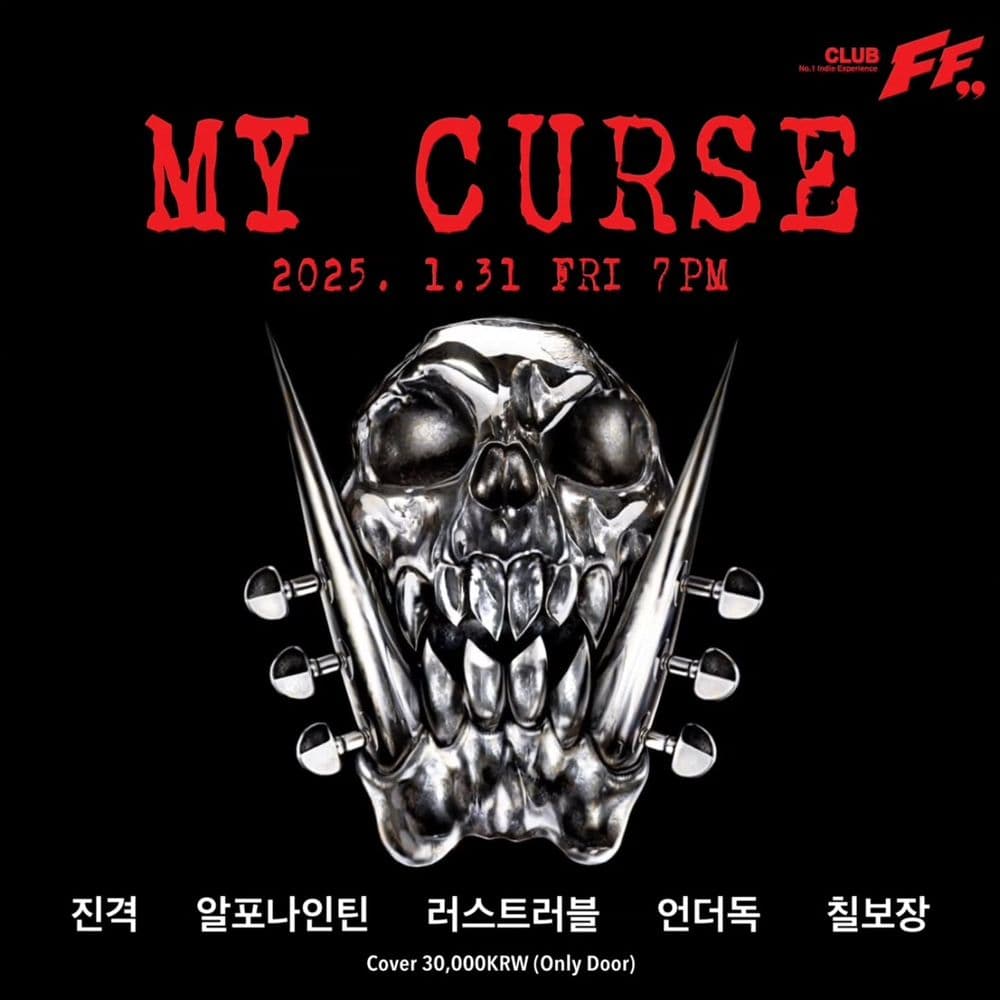 CLUB FF,,
No.1 Indie Experience
MY CURSE
2025. 1.31 FRI 7PM
진격 알포나인틴 러스트러블 언더독 칠보장
Cover 30,000KRW (Only Door)